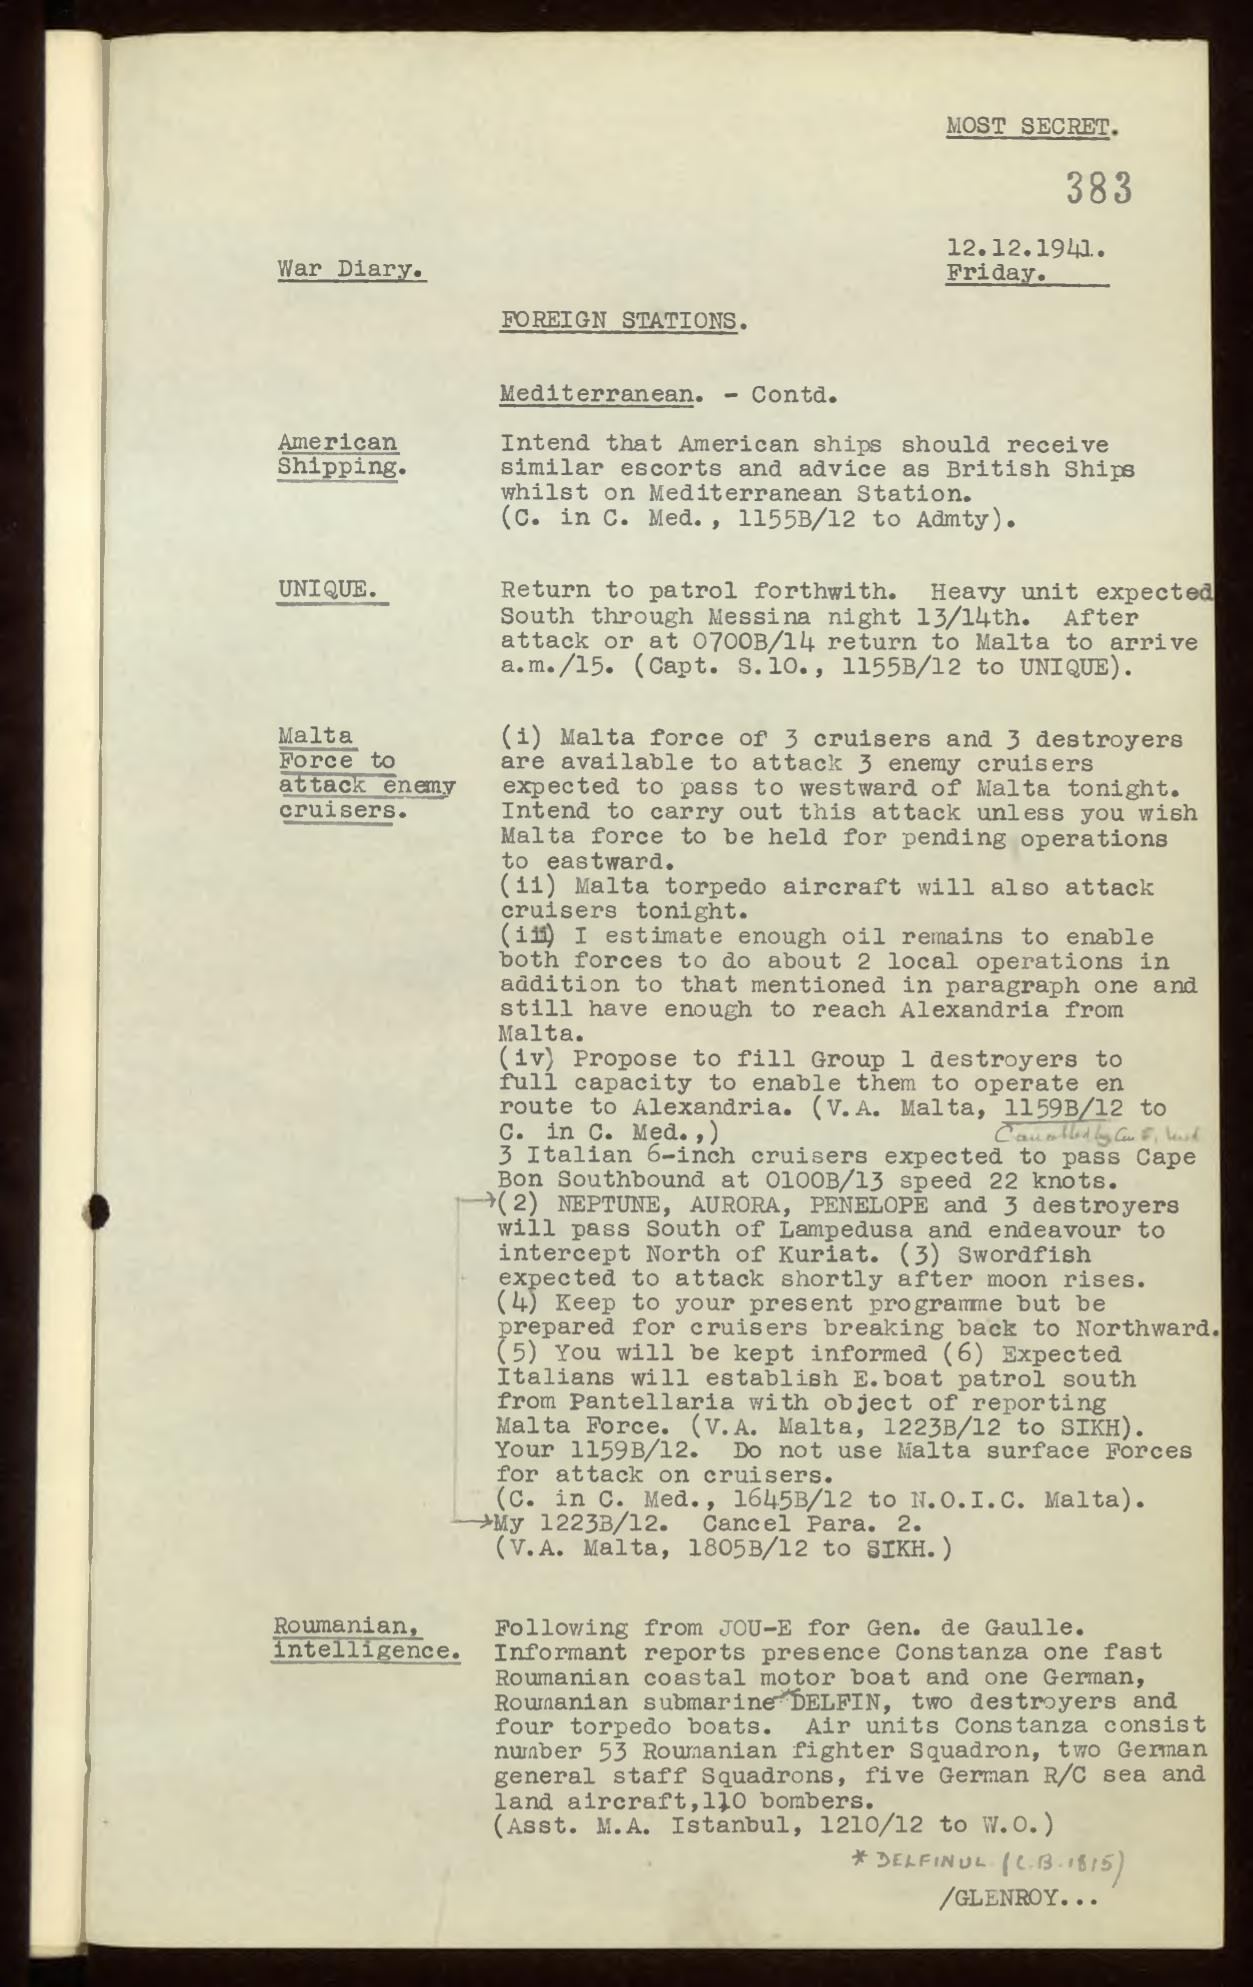 MOST SECRET.
383
12.12.1941.
War Diary.
Friday.
FOREIGN STATIONS.
Mediterranean. - Contd.
American
Shipping.
Intend that American ships should receive
similar escorts and advice as British Ships
whilst on Mediterranean Station.
(C. in C. Med., 1155B/12 to Admty).
UNIQUE.
Return to patrol forthwith. Heavy unit expected
South through Messina night 13/14th. After
attack or at 0700B/14 return to Malta to arrive
a.m./15. (Capt. S.10., 1155B/12 to UNIQUE).
Malta
Force to
attack enemy
cruisers.
(i) Malta force of 3 cruisers and 3 destroyers
are available to attack 3 enemy cruisers
expected to pass to westward of Malta tonight.
Intend to carry out this attack unless you wish
Malta force to be held for pending operations
to eastward.
(ii) Malta torpedo aircraft will also attack
cruisers tonight.
(iii) I estimate enough oil remains to enable
both forces to do about 2 local operations in
addition to that mentioned in paragraph one and
still have enough to reach Alexandria from
Malta.
(iv) Propose to fill Group 1 destroyers to
full capacity to enable them to operate en
route to Alexandria. (V.A. Malta, 1159B/12 to
C. in C. Med.,)
Cancelled by
3 Italian 6-inch cruisers expected to pass Cape
Bon Southbound at 0100B/13 speed 22 knots.
(2) NEPTUNE, AURORA, PENELOPE and 3 destroyers
will pass South of Lampedusa and endeavour to
intercept North of Kuriat. (3) Swordfish
expected to attack shortly after moon rises.
(4) Keep to your present programme but be
prepared for cruisers breaking back to Northward.
(5) You will be kept informed (6) Expected
Italians will establish E.boat patrol south
from Pantellaria with object of reporting
Malta Force. (V.A. Malta, 1223B/12 to SIKH).
Your 1159B/12. Do not use Malta surface Forces
for attack on cruisers.
(C. in C. Med., 1645B/12 to N.O.I.C. Malta).
My 1223B/12. Cancel Para. 2.
(V.A. Malta, 1805B/12 to SIKH.)
Roumanian,
intelligence.
Following from JOU-E for Gen. de Gaulle.
Informant reports presence Constanza one fast
Roumanian coastal motor boat and one German,
Roumanian submarine*DELFIN, two destroyers and
four torpedo boats. Air units Constanza consist
number 53 Roumanian fighter Squadron, two German
general staff Squadrons, five German R/C sea and
land aircraft,110 bombers.
(Asst. M.A. Istanbul, 1210/12 to W.O.)
* DELFINUL (C.B.1815)
/GLENROY...